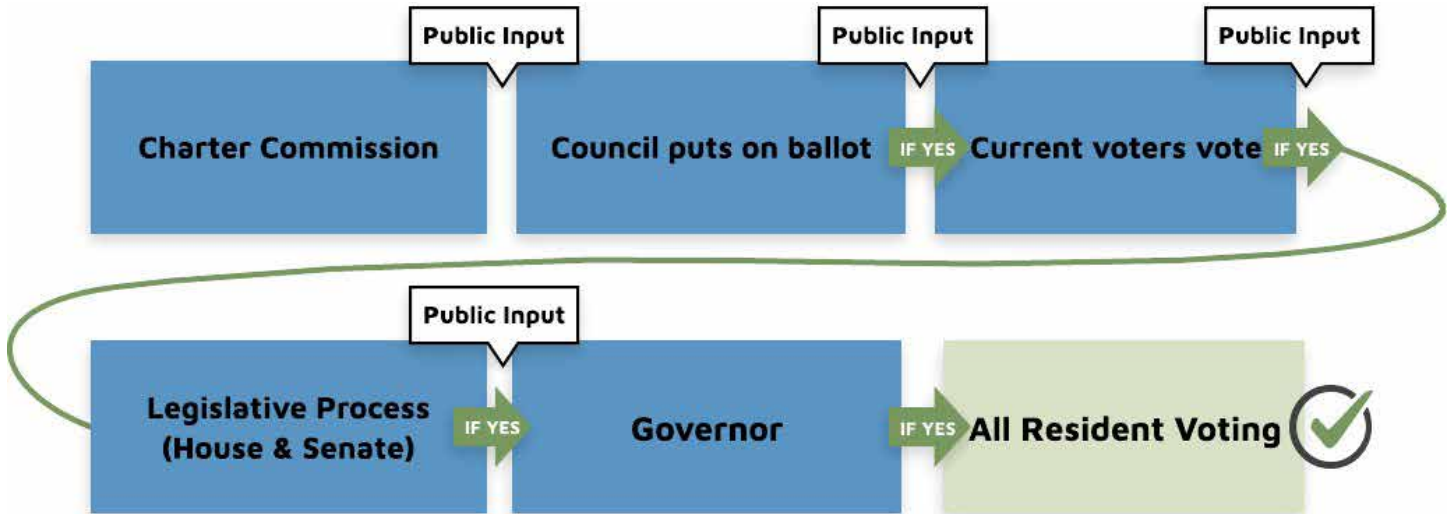 Public Input
Public Input
Public Input
Charter Commission
Council puts on ballot
IF YES
Current voters vote
IF YES
Public Input
Legislative Process
(House & Senate)
IF YES
Governor
IF YES
All Resident Voting